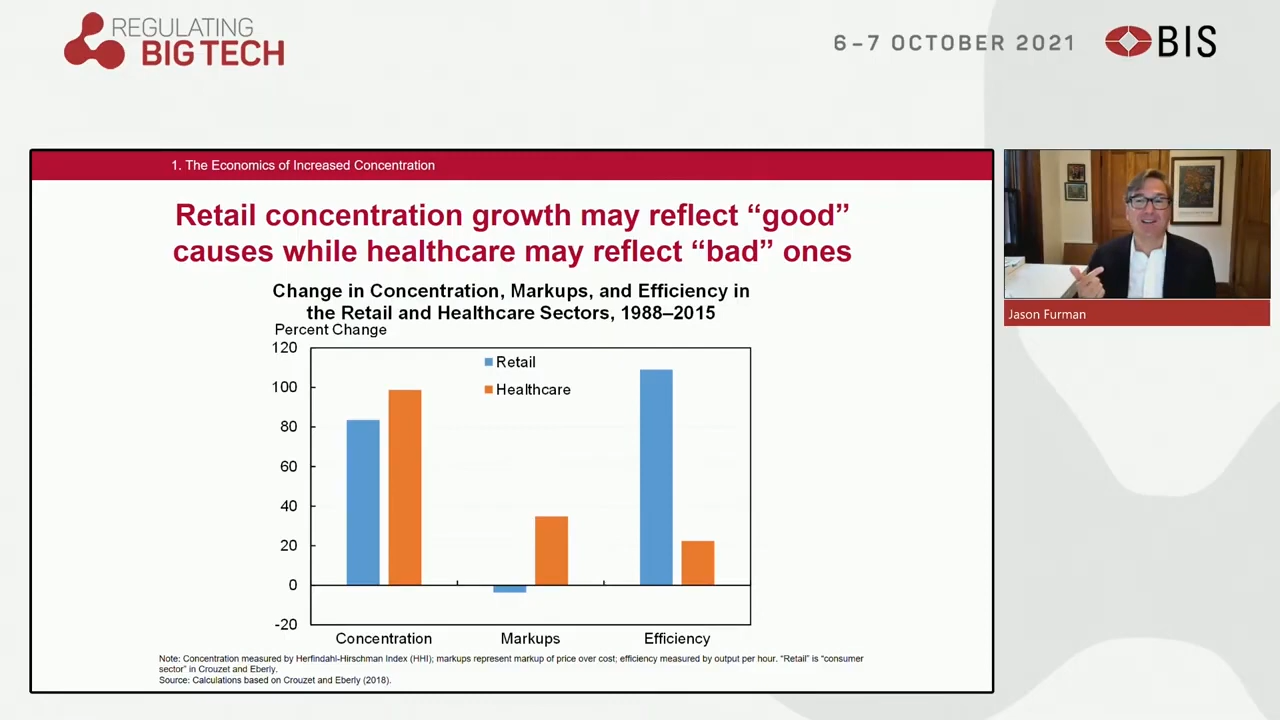 REGULATING
BIG TECH
6–7 OCTOBER 2021
BIS
1. The Economics of Increased Concentration
Retail concentration growth may reflect “good”
causes while healthcare may reflect “bad” ones
Change in Concentration, Markups, and Efficiency in
the Retail and Healthcare Sectors, 1988–2015
Percent Change
120
100
80
60
40
20
0
-20
Retail
Healthcare
Concentration
Markups
Efficiency
Note: Concentration measured by Herfindahl-Hirschman Index (HHI); markups represent markup of price over cost; efficiency measured by output per hour. “Retail” is “consumer
sector” in Crouzet and Eberly.
Source: Calculations based on Crouzet and Eberly (2018).
Jason Furman